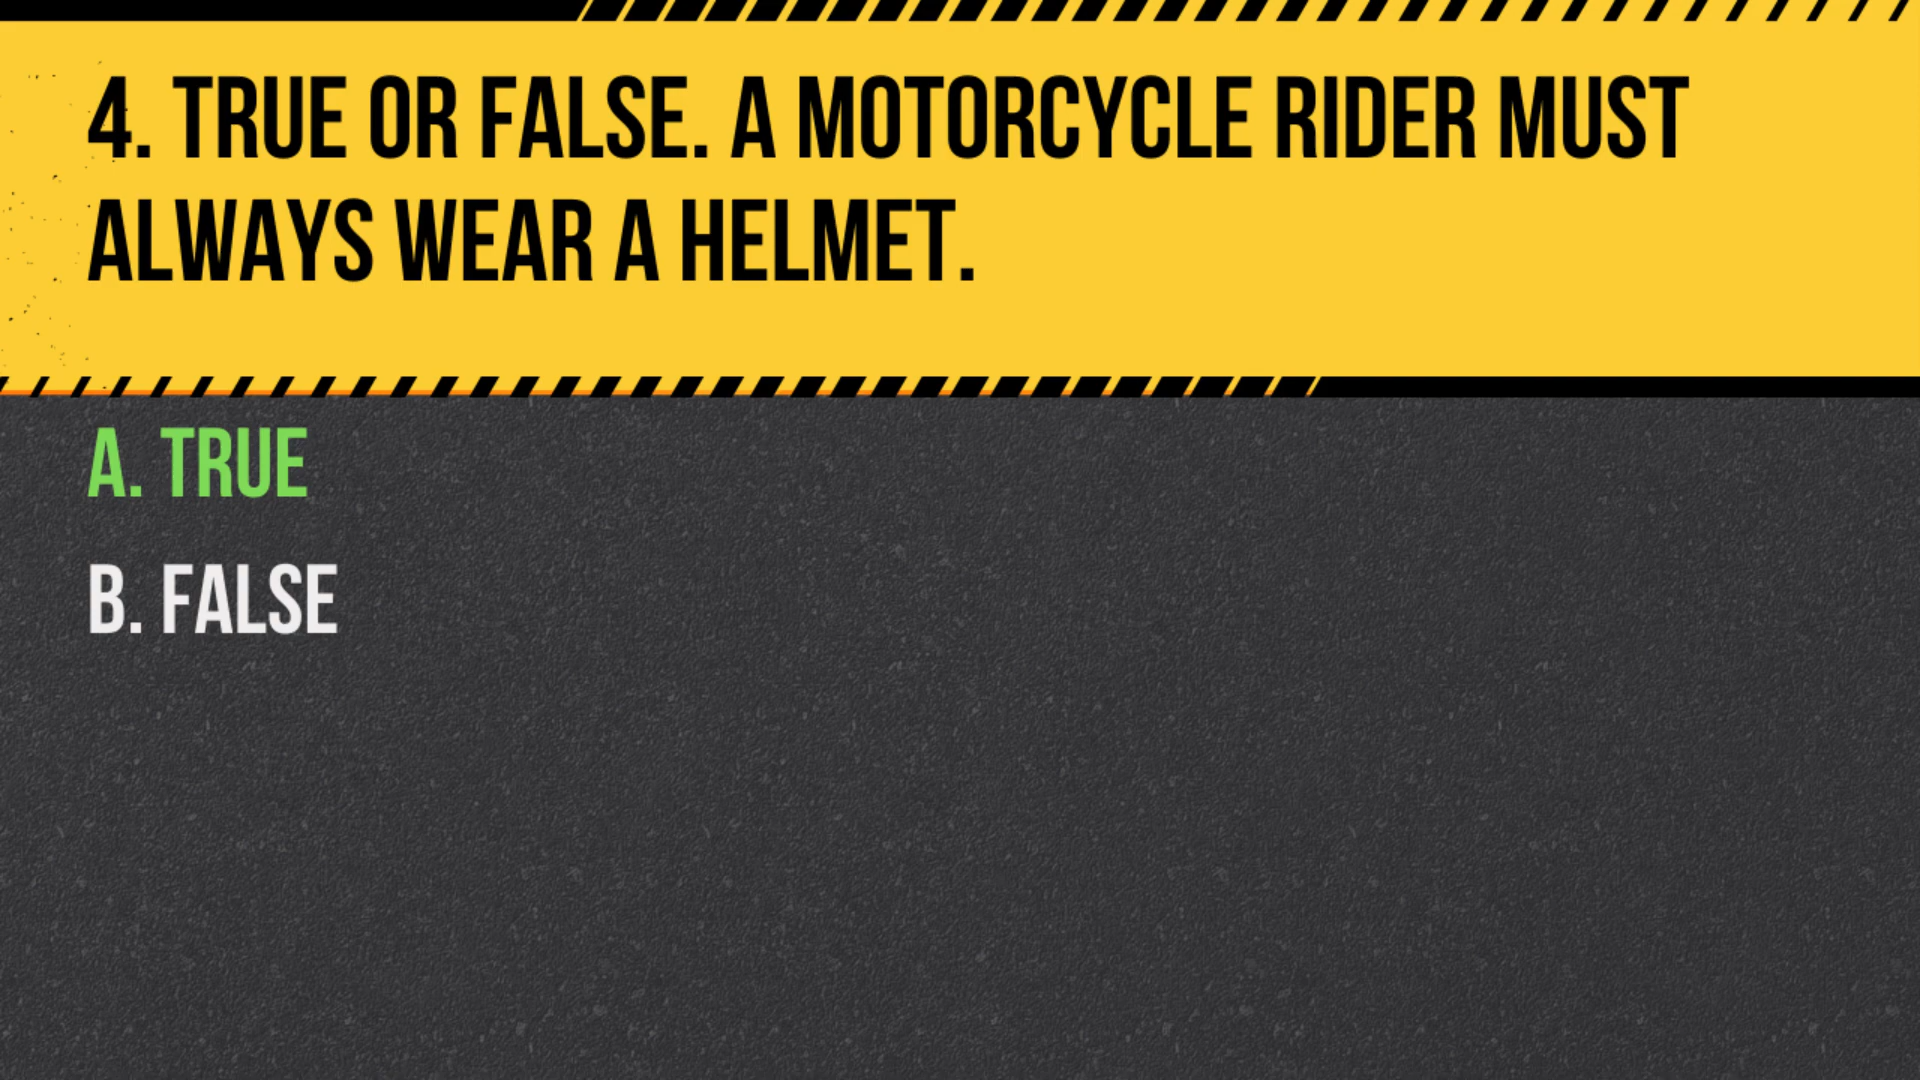 4. TRUE OR FALSE. A MOTORCYCLE RIDER MUST
ALWAYS WEAR A HELMET.
A. TRUE
B. FALSE